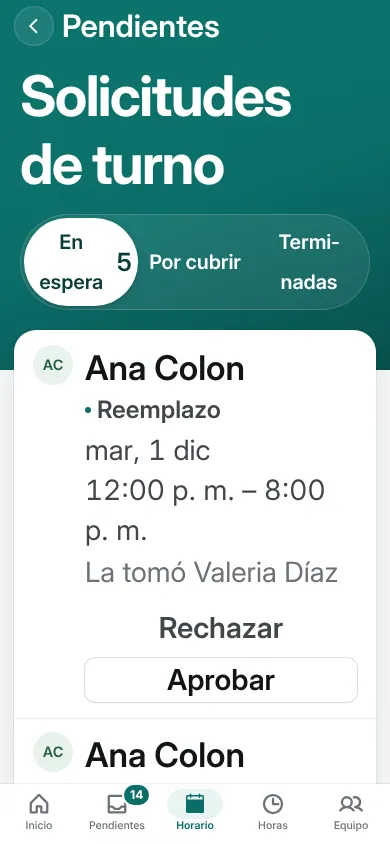 Pendientes
Solicitudes
de turno
En
espera
5
Por cubrir
Termi-
nadas
AC
Ana Colon
Reemplazo
mar, 1 dic
12:00 p. m. – 8:00
p. m.
La tomó Valeria Díaz
Rechazar
Aprobar
AC
Ana Colon
14
Inicio
Pendientes
Horario
Horas
Equipo